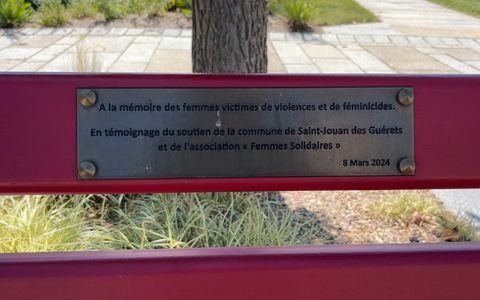 A la mémoire des femmes victimes de violences et de féminicides.
En témoignage du soutien de la commune de Saint-Jouan des Guérets
et de l'association « Femmes Solidaires »
8 Mars 2024